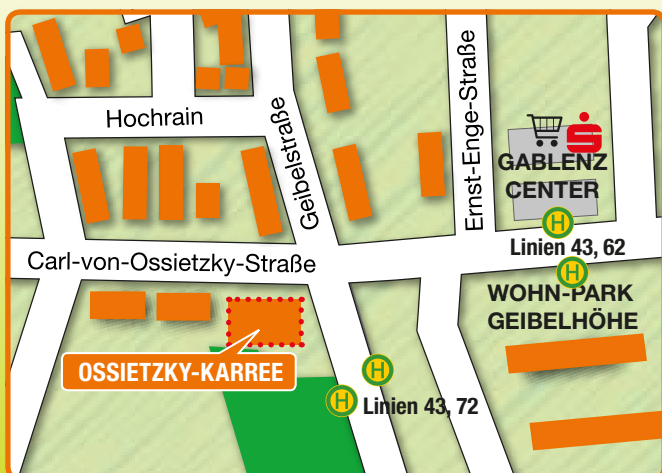 Hochrain
Geibelstraße
Ernst-Enge-Straße
GABLENZ
CENTER
H
Linien 43, 62
H
Carl-von-Ossietzky-Straße
WOHN-PARK
GEIBELHÖHE
OSSIETZKY-KARREE
H
H
Linien 43, 72